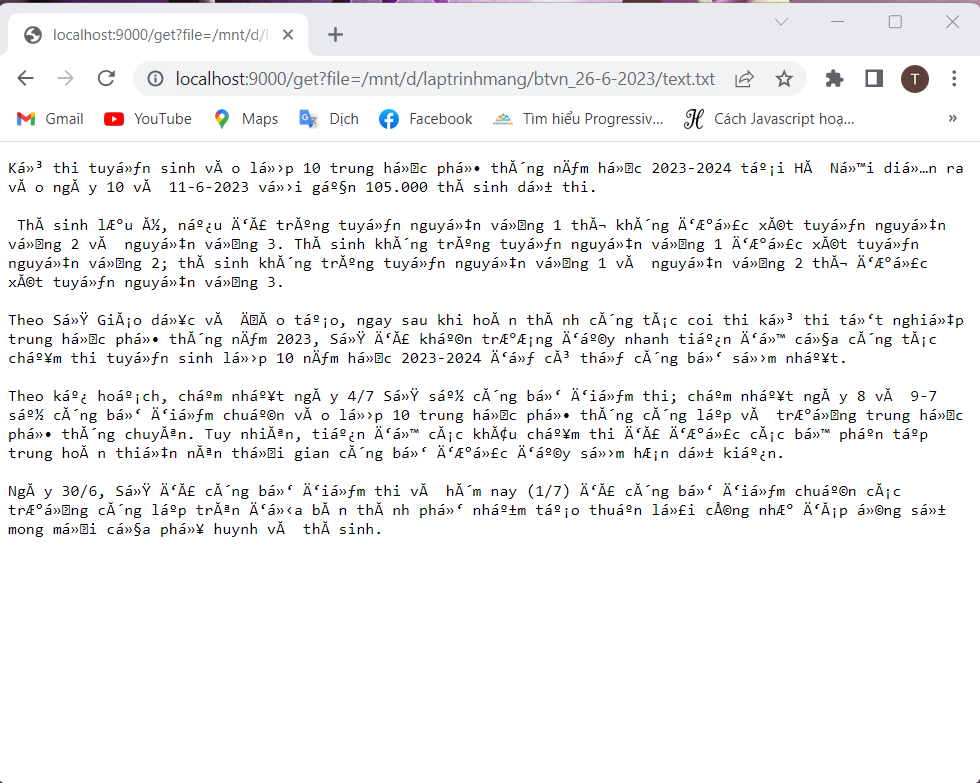 localhost:9000/get?file=/mnt/d/l
localhost:9000/get?file=/mnt/d/laptrinhmang/btvn_26-6-2023/text.txt
T
Gmail YouTube Maps Dịch Facebook Tìm hiểu Progressiv... Cách Javascript hoạ... »
Ká»³ thi tuyá»ƒn sinh vÃ o lá»›p 10 trung há»c phá»• thÃ´ng nÄƒm há»c 2023-2024 táº¡i HÃ  Ná»™i diá»…n ra
vÃ o ngÃ y 10 vÃ  11-6-2023 vá»›i gáº§n 105.000 thÃ­ sinh dá»± thi.
ThÃ­ sinh lÆ°u Ã½, náº¿u Ä‘Ã£ trÃºng tuyá»ƒn nguyá»‡n vá»ng 1 thÃ¬ khÃ´ng Ä‘Æ°á»£c xÃ©t tuyá»ƒn nguyá»‡n
vá»ng 2 vÃ  nguyá»‡n vá»ng 3. ThÃ­ sinh khÃ´ng trÃºng tuyá»ƒn nguyá»‡n vá»ng 1 Ä‘Æ°á»£c xÃ©t tuyá»ƒn
nguyá»‡n vá»ng 2; thÃ­ sinh khÃ´ng trÃºng tuyá»ƒn nguyá»‡n vá»ng 1 vÃ  nguyá»‡n vá»ng 2 thÃ¬ Ä‘Æ°á»£c
xÃ©t tuyá»ƒn nguyá»‡n vá»ng 3.
Theo Sá»Ÿ GiÃ¡o dá»¥c vÃ  ÄÃ o táº¡o, ngay sau khi hoÃ n thÃ nh cÃ´ng tÃ¡c coi thi ká»³ thi tá»‘t nghiá»‡p
trung há»c phá»• thÃ´ng nÄƒm 2023, Sá»Ÿ Ä‘Ã£ kháº©n trÆ°Æ¡ng Ä‘áº©y nhanh tiáº¿n Ä‘á»™ cá»§a cÃ´ng tÃ¡c
cháº¥m thi tuyá»ƒn sinh lá»›p 10 nÄƒm há»c 2023-2024 Ä‘á»ƒ cÃ³ thá»ƒ cÃ´ng bá»‘ sá»›m nháº¥t.
Theo káº¿ hoáº¡ch, cháº­m nháº¥t ngÃ y 4/7 Sá»Ÿ sáº½ cÃ´ng bá»‘ Ä‘iá»ƒm thi; cháº­m nháº¥t ngÃ y 8 vÃ  9-7
sáº½ cÃ´ng bá»‘ Ä‘iá»ƒm chuáº©n vÃ o lá»›p 10 trung há»c phá»• thÃ´ng cÃ´ng láº­p vÃ  trÆ°á»ng trung há»c
phá»• thÃ´ng chuyÃªn. Tuy nhiÃªn, tiáº¿n Ä‘á»™ cÃ¡c khÃ¢u cháº¥m thi Ä‘Ã£ Ä‘Æ°á»£c cÃ¡c bá»™ pháº­n táº­p
trung hoÃ n thiá»‡n nÃªn thá»i gian cÃ´ng bá»‘ Ä‘Æ°á»£c Ä‘áº©y sá»›m hÆ¡n dá»± kiáº¿n.
NgÃ y 30/6, Sá»Ÿ Ä‘Ã£ cÃ´ng bá»‘ Ä‘iá»ƒm thi vÃ  hÃ´m nay (1/7) Ä‘Ã£ cÃ´ng bá»‘ Ä‘iá»ƒm chuáº©n cÃ¡c
trÆ°á»ng cÃ´ng láº­p trÃªn Ä‘á»‹a bÃ n thÃ nh phá»‘ nháº±m táº¡o thuáº­n lá»£i cÅ©ng nhÆ° Ä‘Ã¡p á»©ng sá»±
mong má»i cá»§a phá»¥ huynh vÃ  thÃ­ sinh.